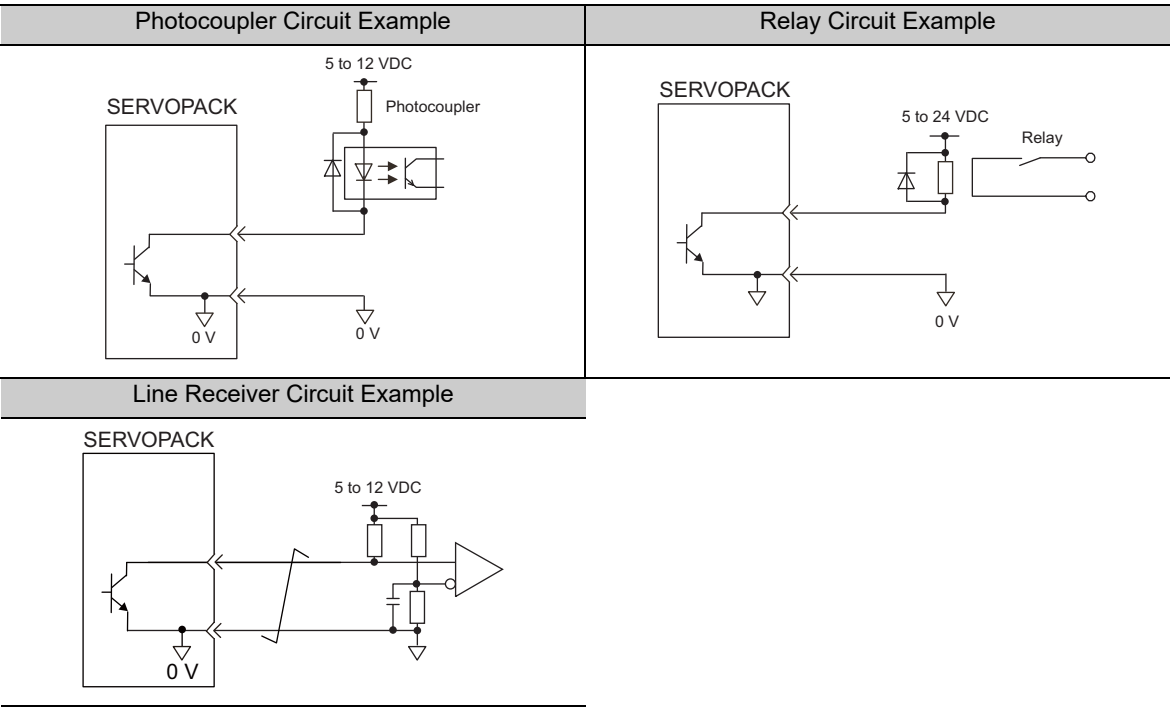 Photocoupler Circuit Example
Relay Circuit Example
5 to 12 VDC
SERVOPACK
Photocoupler
0 V
0 V
SERVOPACK
5 to 24 VDC
Relay
0 V
Line Receiver Circuit Example
SERVOPACK
5 to 12 VDC
0 V